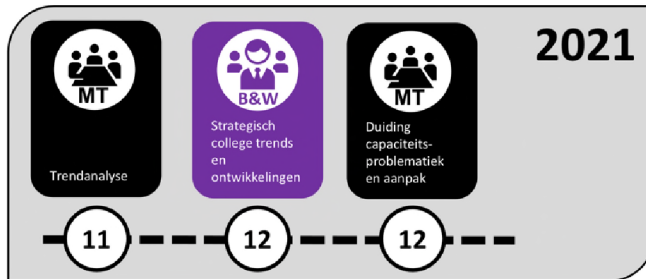 2021
MT
Trendanalyse
B&W
Strategisch
college trends
en
ontwikkelingen
MT
Duiding
capaciteits-
problematiek
en aanpak
11
12
12